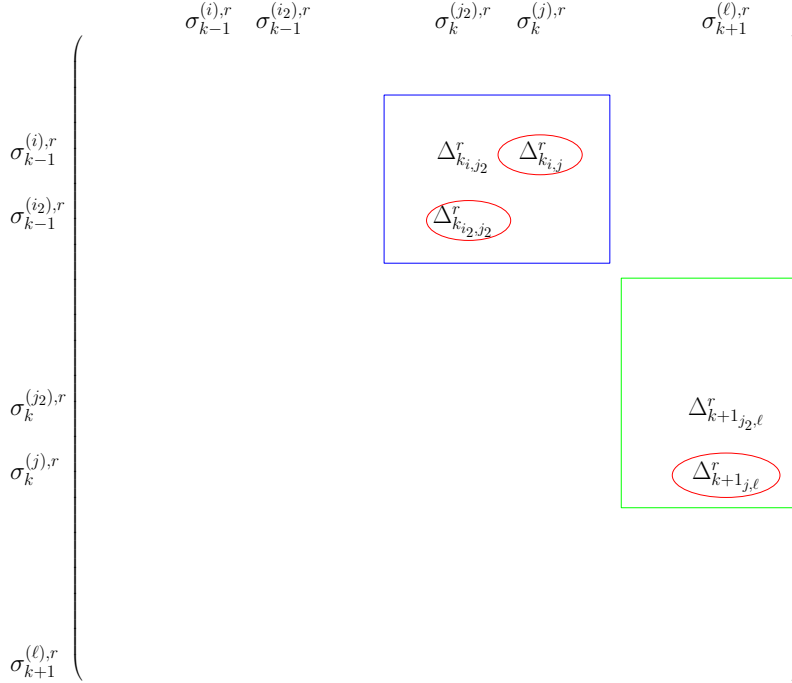 σ_{k-1}^{(i),r} σ_{k-1}^{(i_2),r} σ_k^{(j_2),r} σ_k^{(j),r} σ_{k+1}^{(ℓ),r}
σ_{k-1}^{(i),r} Δ^r_{k_{i,j_2}} Δ^r_{k_{i,j}}
σ_{k-1}^{(i_2),r} Δ^r_{k_{i_2,j_2}}
σ_k^{(j_2),r} Δ^r_{k+1_{j_2,ℓ}}
σ_k^{(j),r} Δ^r_{k+1_{j,ℓ}}
σ_{k+1}^{(ℓ),r}